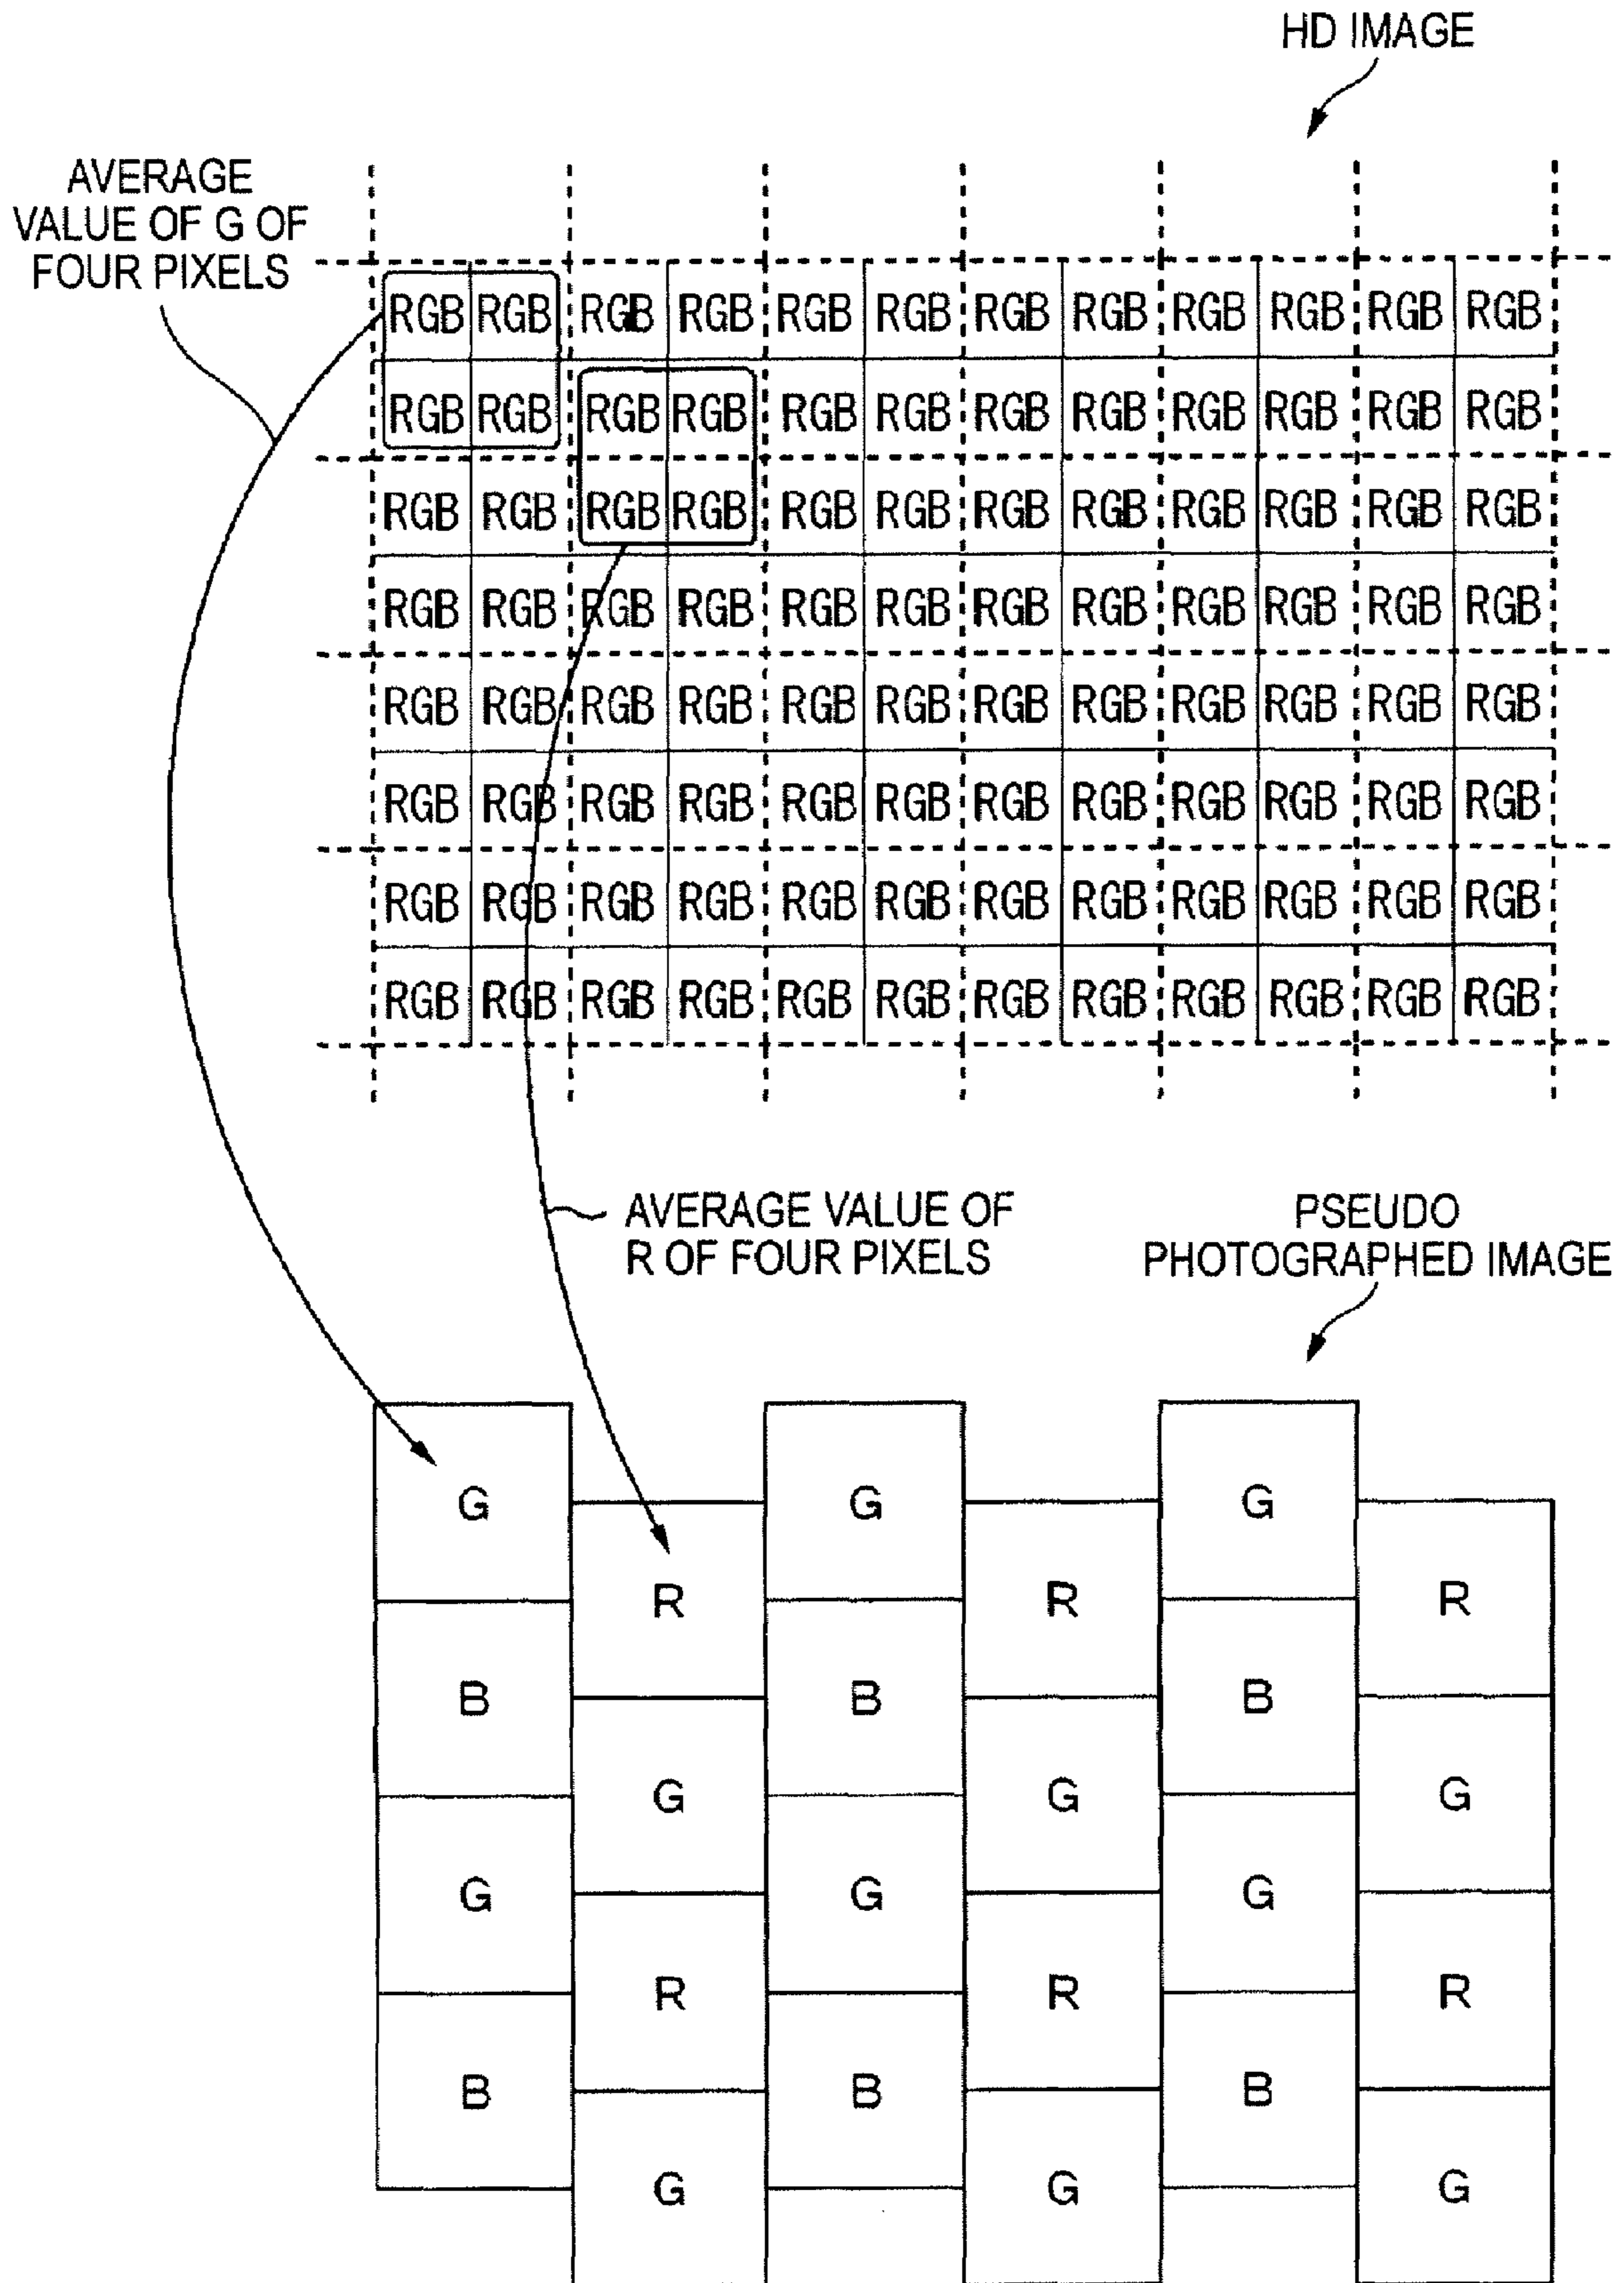 HD IMAGE
AVERAGE
VALUE OF G OF
FOUR PIXELS
RGB RGB RGB RGB RGB RGB RGB RGB RGB RGB RGB RGB
RGB RGB RGB RGB RGB RGB RGB RGB RGB RGB RGB RGB
RGB RGB RGB RGB RGB RGB RGB RGB RGB RGB RGB RGB
RGB RGB RGB RGB RGB RGB RGB RGB RGB RGB RGB RGB
RGB RGB RGB RGB RGB RGB RGB RGB RGB RGB RGB RGB
RGB RGB RGB RGB RGB RGB RGB RGB RGB RGB RGB RGB
RGB RGB RGB RGB RGB RGB RGB RGB RGB RGB RGB RGB
RGB RGB RGB RGB RGB RGB RGB RGB RGB RGB RGB RGB
AVERAGE VALUE OF
R OF FOUR PIXELS
PSEUDO
PHOTOGRAPHED IMAGE
G G G
R R R
B B B
G G G
G G G
R R R
B B B
G G G